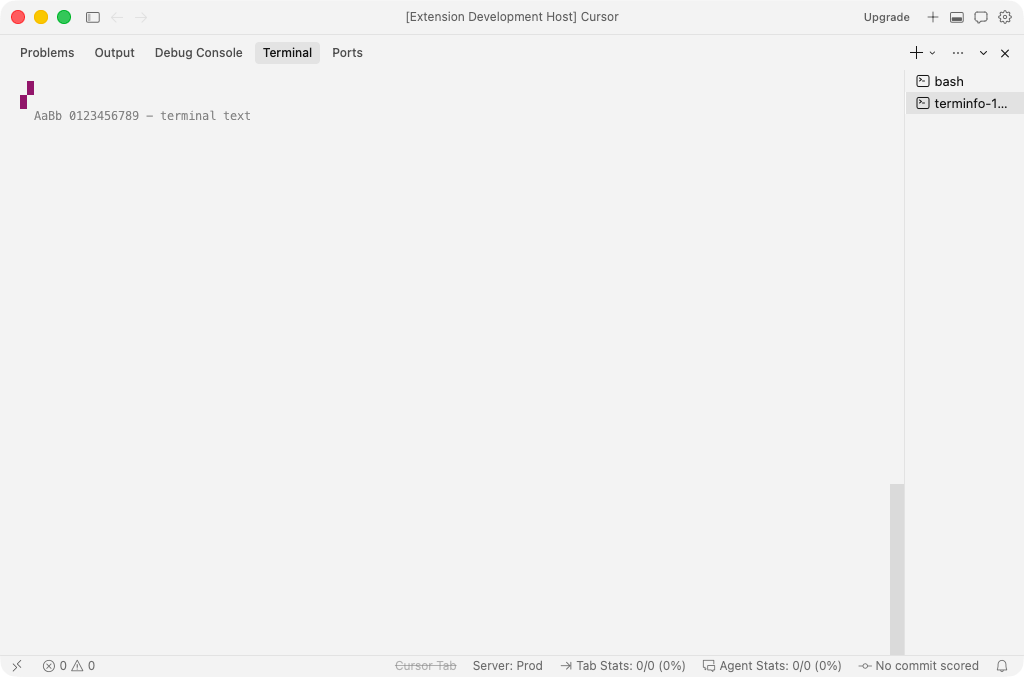 [Extension Development Host] Cursor
Upgrade
Problems Output Debug Console Terminal Ports
AaBb 0123456789 — terminal text
bash
terminfo-1...
0 0 Cursor Tab Server: Prod Tab Stats: 0/0 (0%) Agent Stats: 0/0 (0%) No commit scored